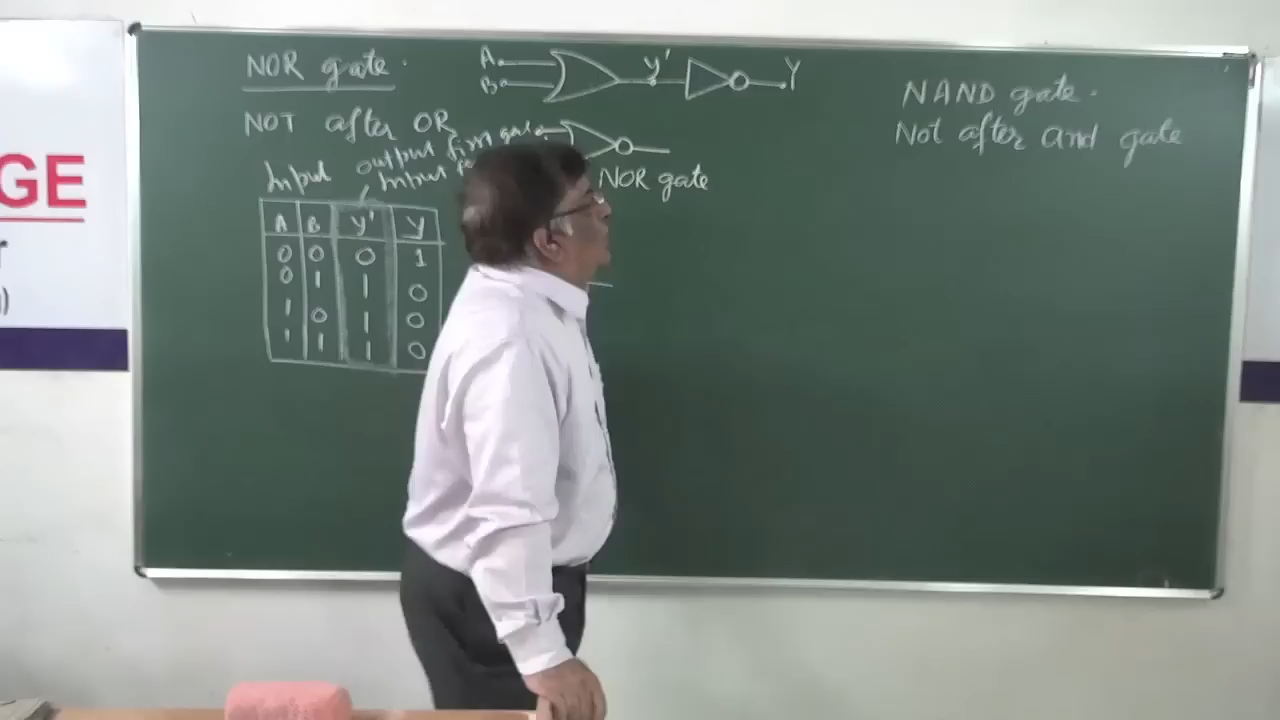 GE
NOR gate.
NOT after OR
A
B
y'
Y
NOR gate
Input
output from gate
Input
A B y' y
0 0 0 1
0 1 1 0
1 0 1 0
1 1 1 0
NAND gate.
Not after and gate